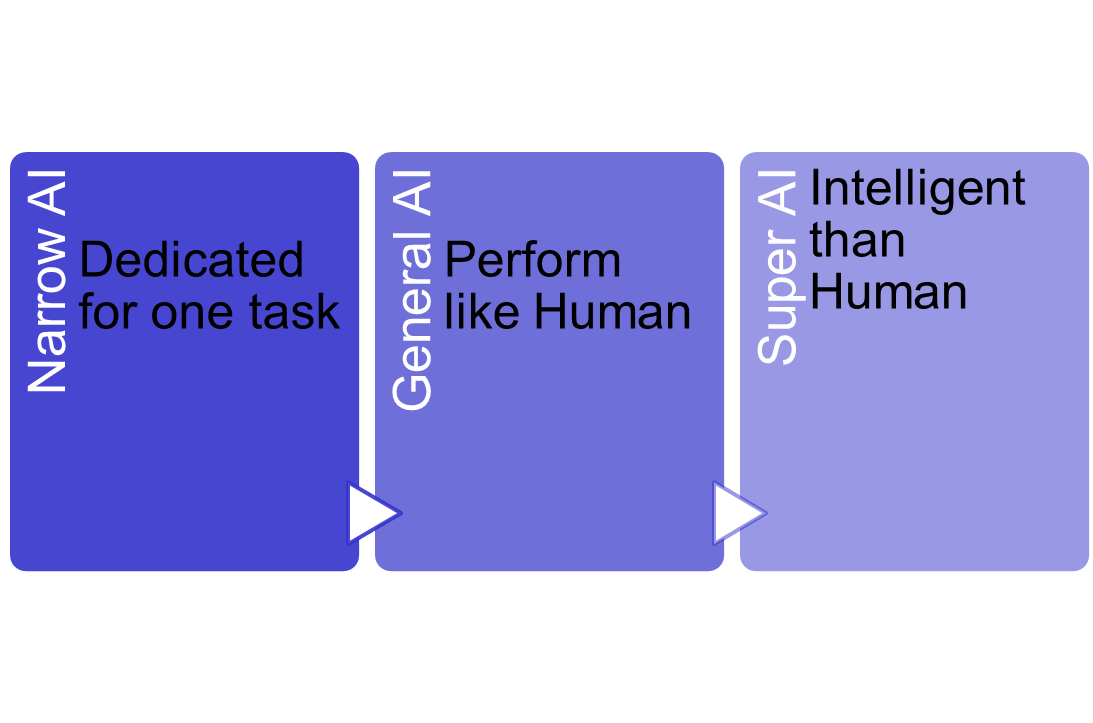 Narrow AI
Dedicated
for one task
General AI
Perform
like Human
Super AI
Intelligent
than
Human